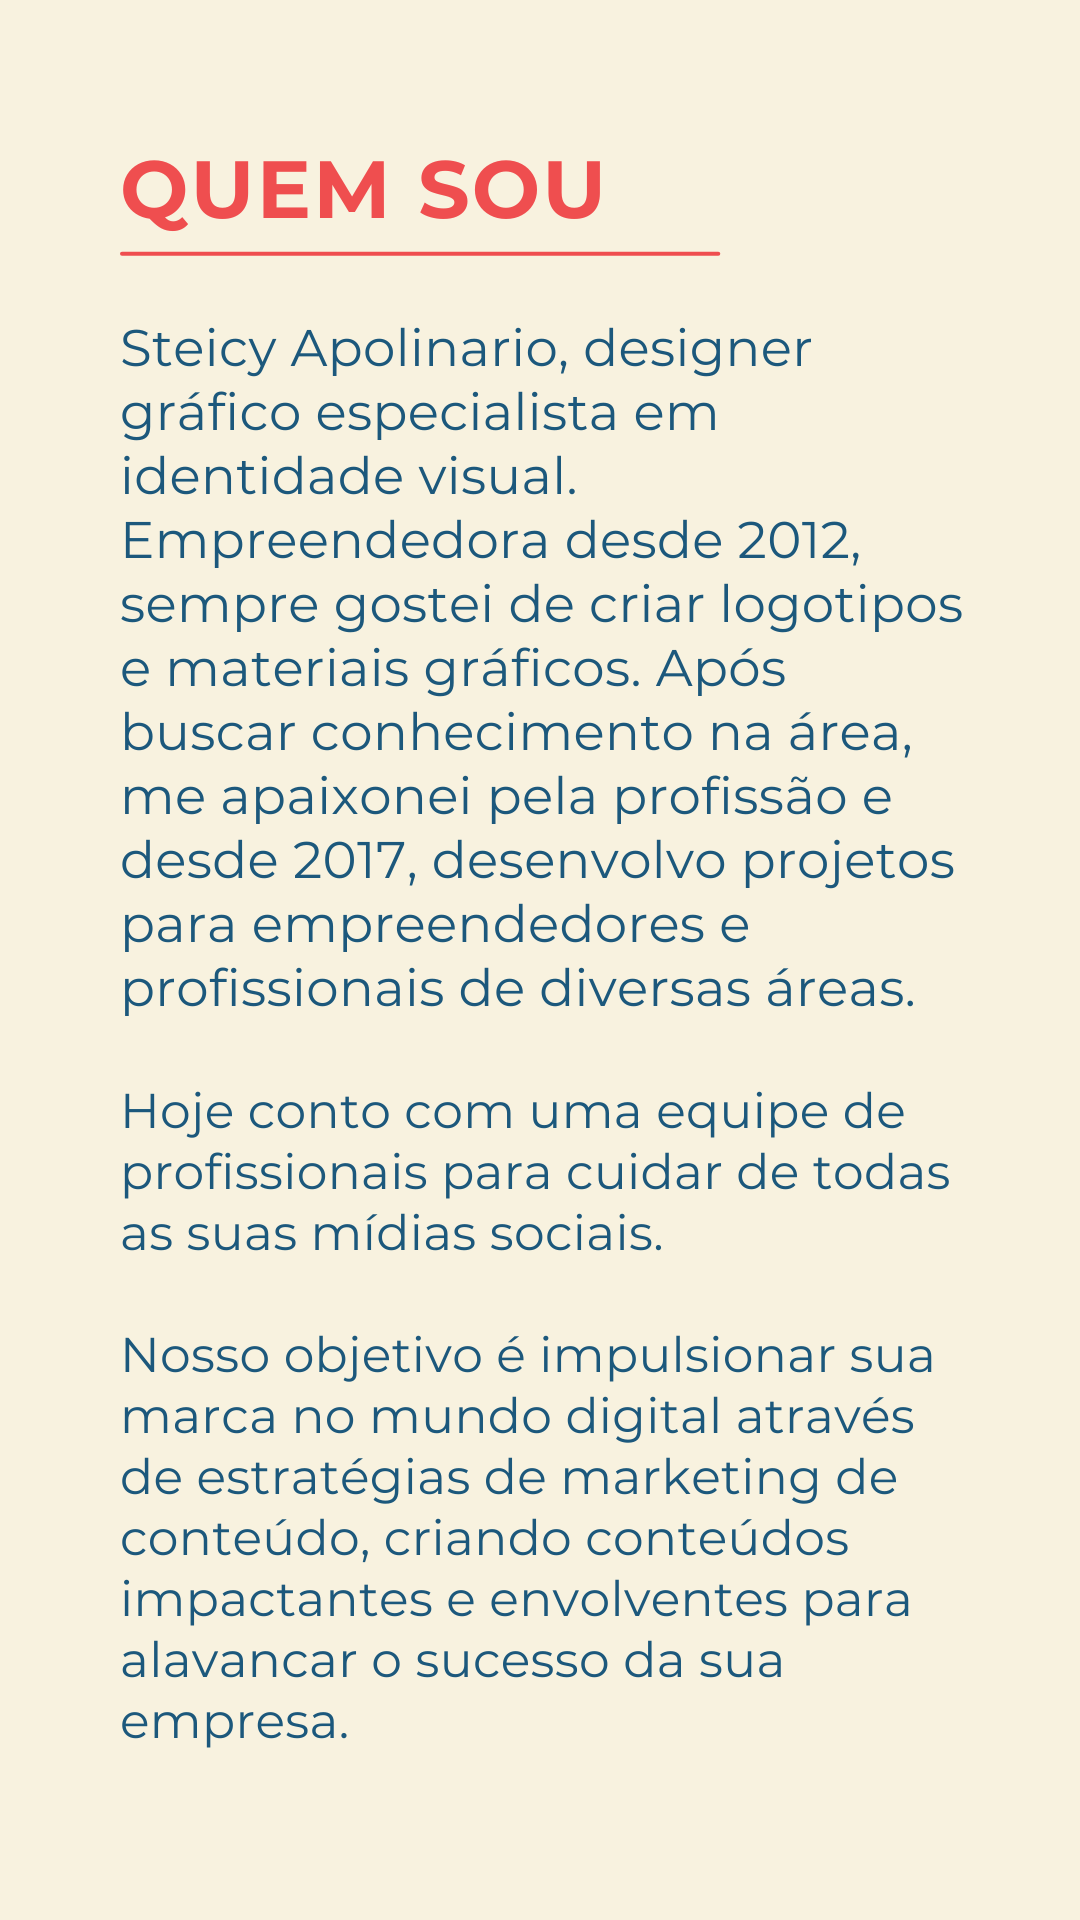 QUEM SOU
Steicy Apolinario, designer
gráfico especialista em
identidade visual.
Empreendedora desde 2012,
sempre gostei de criar logotipos
e materiais gráficos. Após
buscar conhecimento na área,
me apaixonei pela profissão e
desde 2017, desenvolvo projetos
para empreendedores e
profissionais de diversas áreas.
Hoje conto com uma equipe de
profissionais para cuidar de todas
as suas mídias sociais.
Nosso objetivo é impulsionar sua
marca no mundo digital através
de estratégias de marketing de
conteúdo, criando conteúdos
impactantes e envolventes para
alavancar o sucesso da sua
empresa.